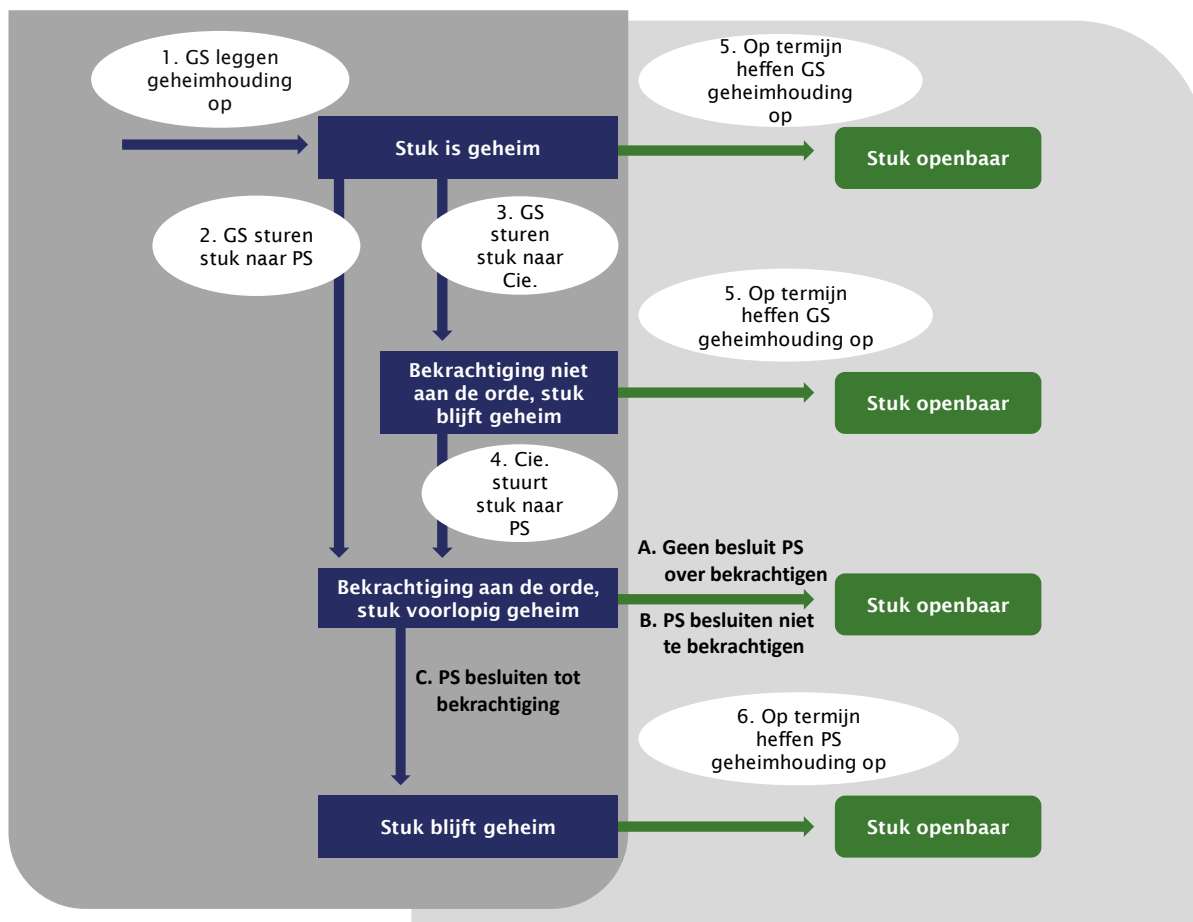 1. GS leggen
geheimhouding
op
5. Op termijn
heffen GS
geheimhouding
op
Stuk is geheim
Stuk openbaar
2. GS sturen
stuk naar PS
3. GS
sturen
stuk naar
Cie.
5. Op termijn
heffen GS
geheimhouding op
Bekrachtiging niet
aan de orde, stuk
blijft geheim
Stuk openbaar
4. Cie.
stuurt
stuk naar
PS
A. Geen besluit PS
over bekrachtigen
Bekrachtiging aan de orde,
stuk voorlopig geheim
Stuk openbaar
B. PS besluiten niet
te bekrachtigen
C. PS besluiten tot
bekrachtiging
6. Op termijn
heffen PS
geheimhouding op
Stuk blijft geheim
Stuk openbaar